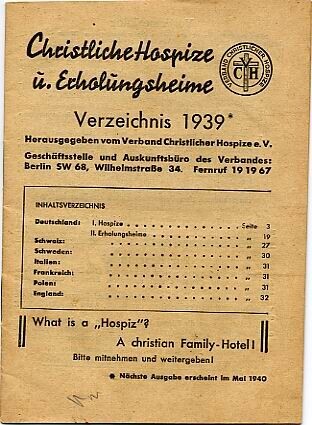 Christliche Hospize
u. Erholungsheime
VERBAND CHRISTLICHER HOSPIZE
C H V
Verzeichnis 1939*
Herausgegeben vom Verband Christlicher Hospize e. V.
Geschäftsstelle und Auskunftsbüro des Verbandes:
Berlin SW 68, Wilhelmstraße 34. Fernruf 19 19 67
INHALTSVERZEICHNIS
Deutschland: I. Hospize . . . . . . . . . . . . . . . Seite 3
II. Erholungsheime . . . . . . . . . . . . . . . „ 19
Schweiz: . . . . . . . . . . . . . . . „ 27
Schweden: . . . . . . . . . . . . . . . „ 30
Italien: . . . . . . . . . . . . . . . „ 31
Frankreich: . . . . . . . . . . . . . . . „ 31
Polen: . . . . . . . . . . . . . . . „ 31
England: . . . . . . . . . . . . . . . „ 32
What is a „Hospiz"?
A christian Family-Hotel!
Bitte mitnehmen und weitergeben!
* Nächste Ausgabe erscheint im Mai 1940